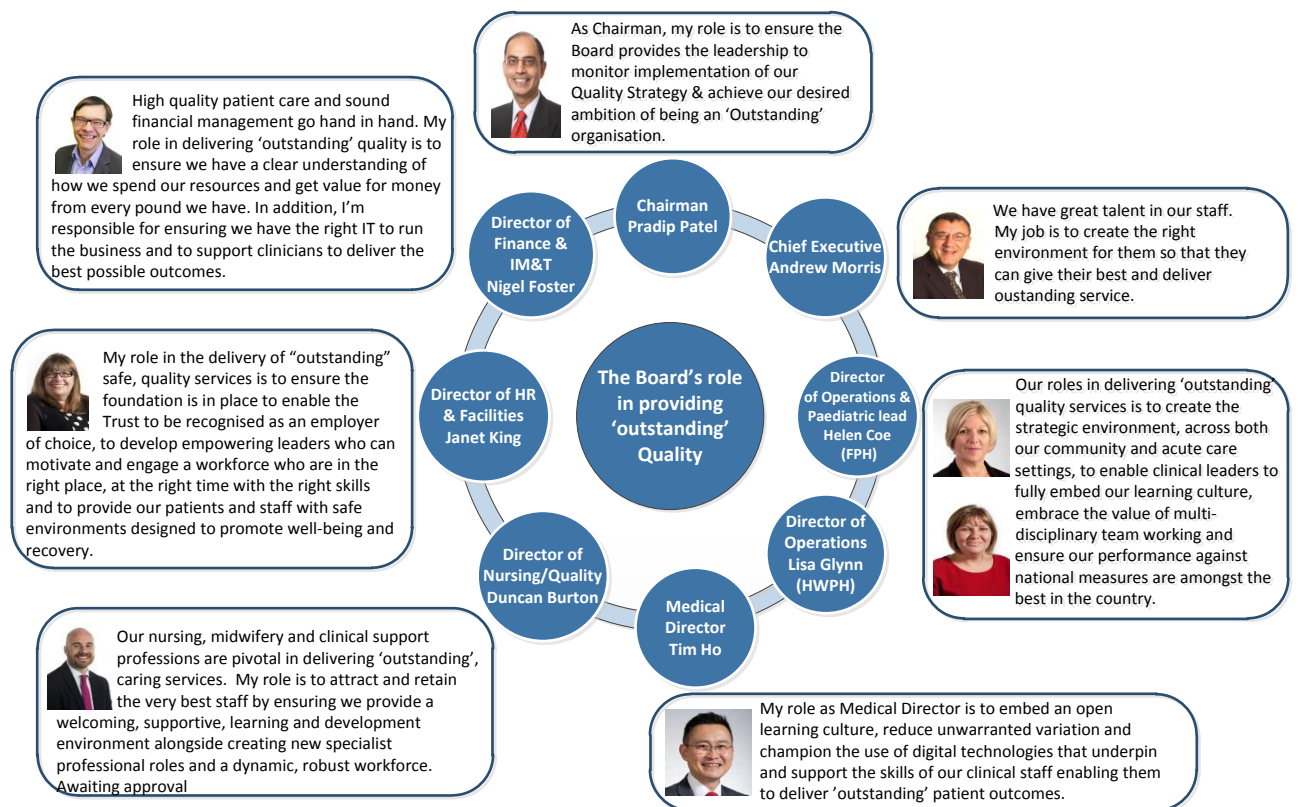 As Chairman, my role is to ensure the
Board provides the leadership to
monitor implementation of our
Quality Strategy & achieve our desired
ambition of being an ‘Outstanding’
organisation.
High quality patient care and sound
financial management go hand in hand. My
role in delivering ‘outstanding’ quality is to
ensure we have a clear understanding of
how we spend our resources and get value for money
from every pound we have. In addition, I’m
responsible for ensuring we have the right IT to run
the business and to support clinicians to deliver the
best possible outcomes.
Chairman
Pradip Patel
Director of
Finance &
IM&T
Nigel Foster
Chief Executive
Andrew Morris
We have great talent in our staff.
My job is to create the right
environment for them so that they
can give their best and deliver
oustanding service.
My role in the delivery of “outstanding”
safe, quality services is to ensure the
foundation is in place to enable the
Trust to be recognised as an employer
of choice, to develop empowering leaders who can
motivate and engage a workforce who are in the
right place, at the right time with the right skills
and to provide our patients and staff with safe
environments designed to promote well-being and
recovery.
Director of HR
& Facilities
Janet King
The Board’s role
in providing
‘outstanding’
Quality
Director
of Operations &
Paediatric lead
Helen Coe
(FPH)
Our roles in delivering ‘outstanding’
quality services is to create the
strategic environment, across both
our community and acute care
settings, to enable clinical leaders to
fully embed our learning culture,
embrace the value of multi-
disciplinary team working and
ensure our performance against
national measures are amongst the
best in the country.
Director of
Operations
Lisa Glynn
(HWPH)
Director of
Nursing/Quality
Duncan Burton
Medical
Director
Tim Ho
Our nursing, midwifery and clinical support
professions are pivotal in delivering ‘outstanding’,
caring services.  My role is to attract and retain
the very best staff by ensuring we provide a
welcoming, supportive, learning and development
environment alongside creating new specialist
professional roles and a dynamic, robust workforce.
Awaiting approval
My role as Medical Director is to embed an open
learning culture, reduce unwarranted variation and
champion the use of digital technologies that underpin
and support the skills of our clinical staff enabling them
to deliver ’outstanding’ patient outcomes.